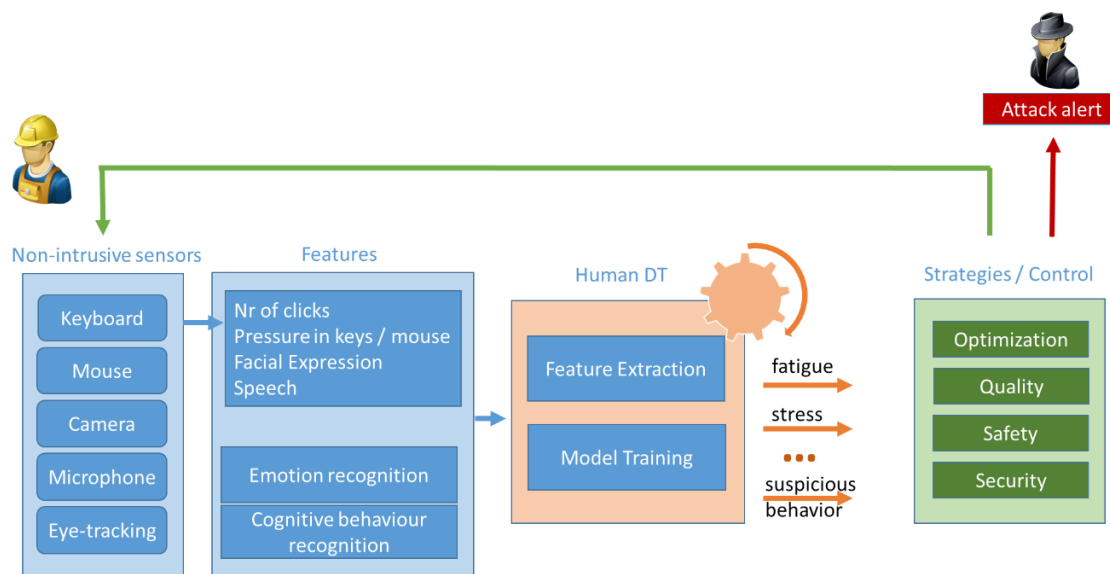 Attack alert
Non-intrusive sensors
Keyboard
Mouse
Camera
Microphone
Eye-tracking
Features
Nr of clicks
Pressure in keys / mouse
Facial Expression
Speech
Emotion recognition
Cognitive behaviour
recognition
Human DT
Feature Extraction
Model Training
fatigue
stress
...
suspicious
behavior
Strategies / Control
Optimization
Quality
Safety
Security